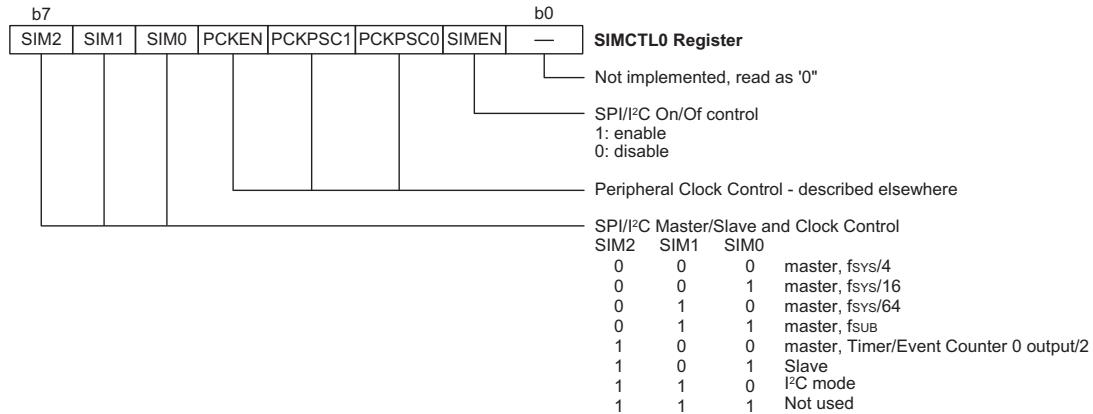 b7 b0
SIM2 SIM1 SIM0 PCKEN PCKPSC1 PCKPSC0 SIMEN — SIMCTL0 Register
Not implemented, read as '0"
SPI/I²C On/Of control
1: enable
0: disable
Peripheral Clock Control - described elsewhere
SPI/I²C Master/Slave and Clock Control
SIM2 SIM1 SIM0
0 0 0 master, fSYS/4
0 0 1 master, fSYS/16
0 1 0 master, fSYS/64
0 1 1 master, fSUB
1 0 0 master, Timer/Event Counter 0 output/2
1 0 1 Slave
1 1 0 I²C mode
1 1 1 Not used